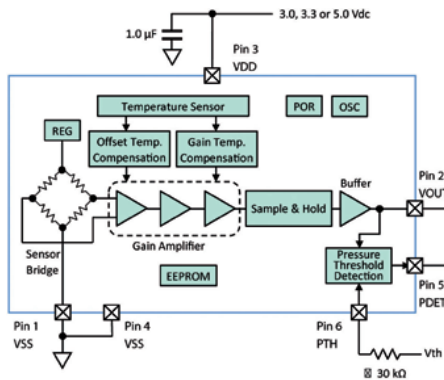 3.0, 3.3 or 5.0 Vdc
1.0 µF
Pin 3
VDD
Temperature Sensor
POR
OSC
REG
Offset Temp.
Compensation
Gain Temp.
Compensation
Buffer
Pin 2
VOUT
Sample & Hold
Gain Amplifier
Sensor
Bridge
Pressure
Threshold
Detection
Pin 5
PDET
EEPROM
Pin 1
VSS
Pin 4
VSS
Pin 6
PTH
Vth
30 kΩ